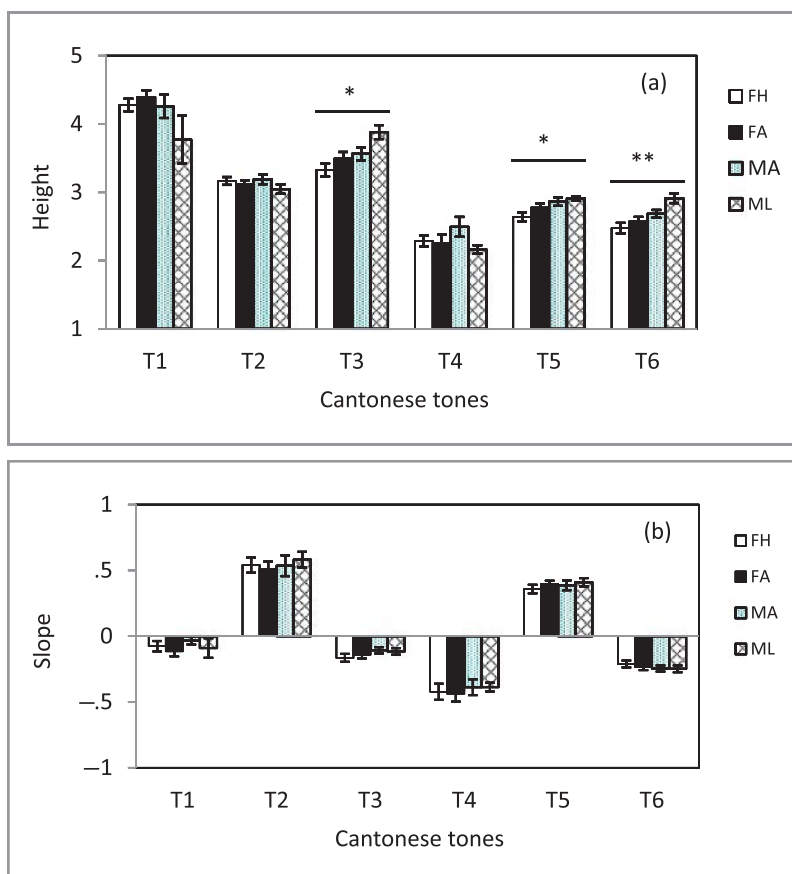 5
(a)
*
FH
4
*
FA
**
MA
Height
3
ML
2
1
T1 T2 T3 T4 T5 T6
Cantonese tones
1
(b)
FH
.5
FA
Slope
0
MA
ML
—.5
—1
T1 T2 T3 T4 T5 T6
Cantonese tones